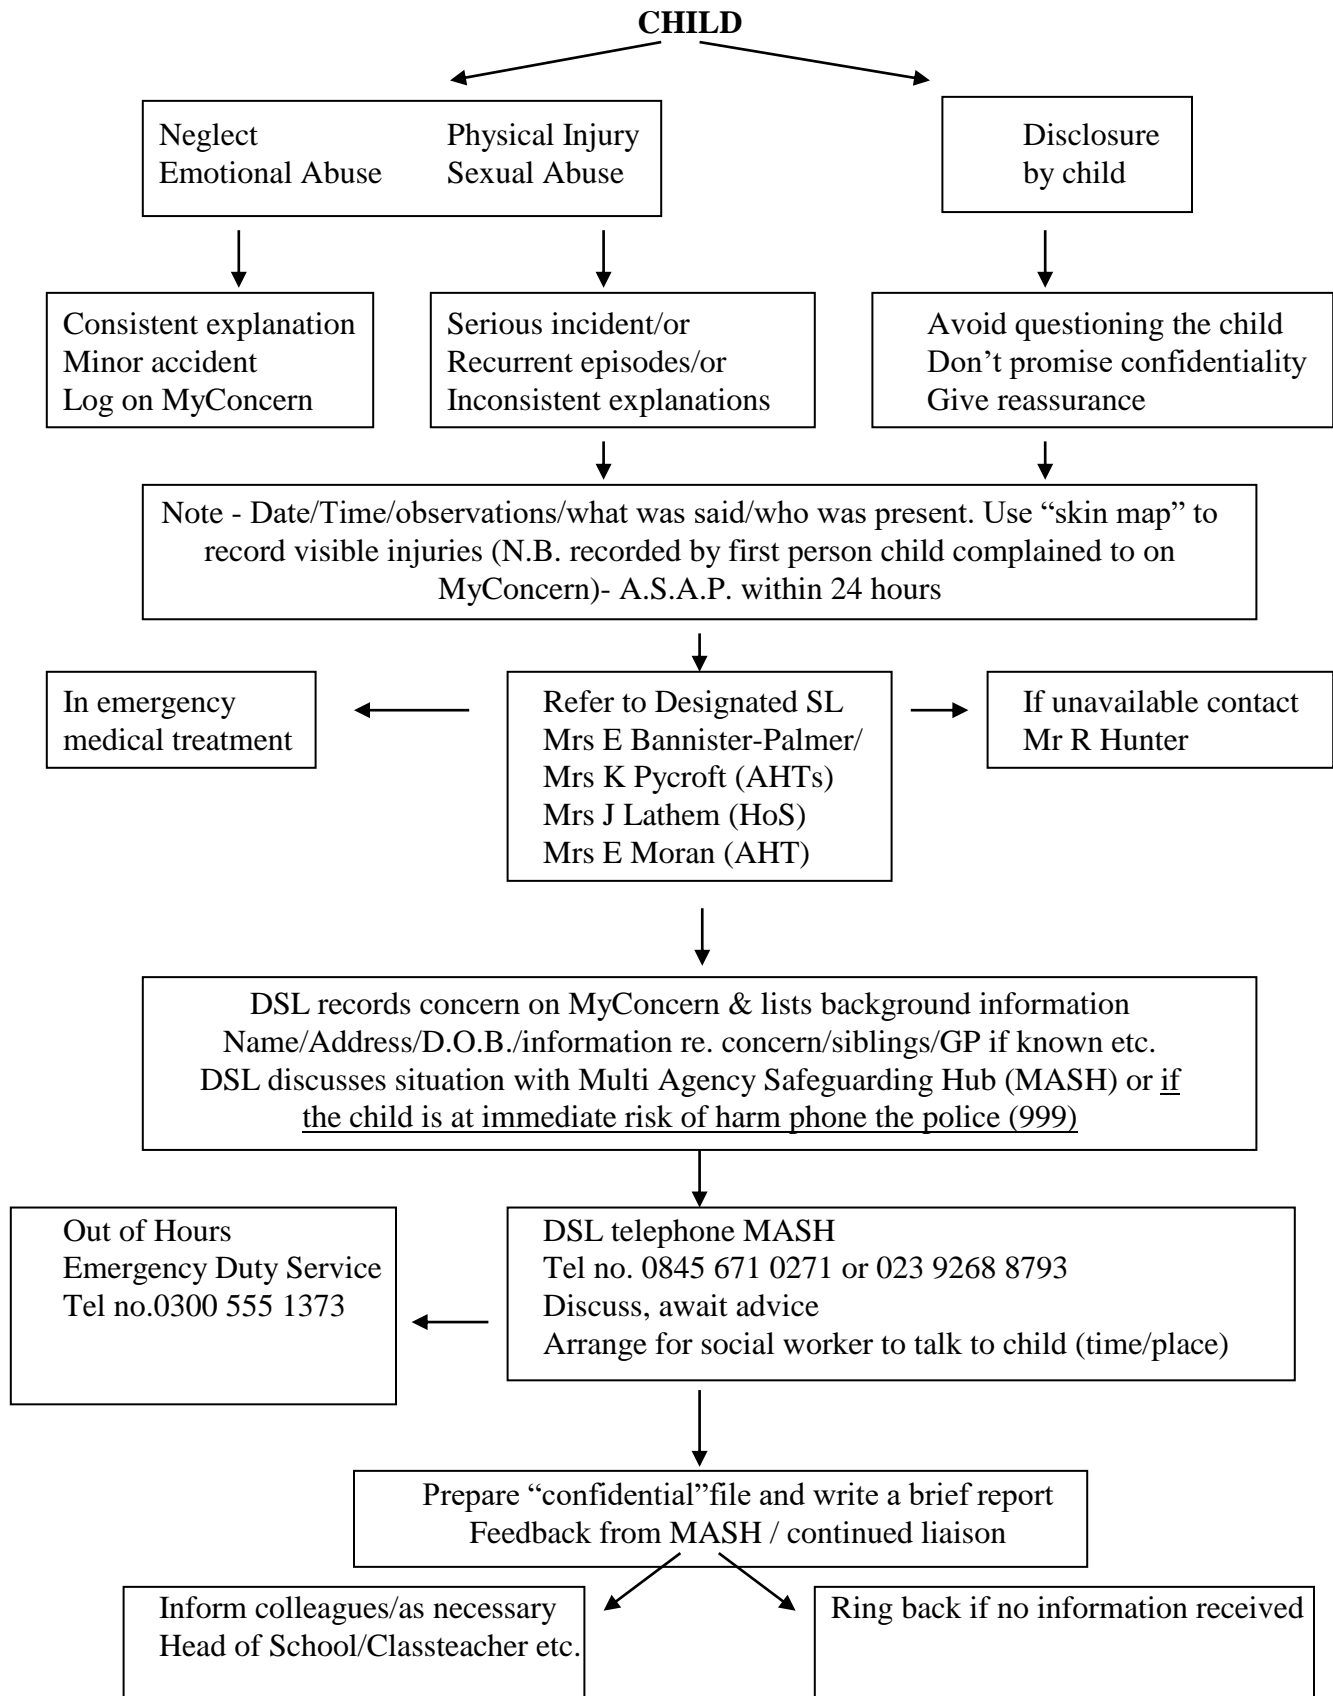 CHILD
Neglect Physical Injury
Emotional Abuse Sexual Abuse
Disclosure
by child
Consistent explanation
Minor accident
Log on MyConcern
Serious incident/or
Recurrent episodes/or
Inconsistent explanations
Avoid questioning the child
Don’t promise confidentiality
Give reassurance
Note - Date/Time/observations/what was said/who was present. Use “skin map” to
record visible injuries (N.B. recorded by first person child complained to on
MyConcern)- A.S.A.P. within 24 hours
In emergency
medical treatment
Refer to Designated SL
Mrs E Bannister-Palmer/
Mrs K Pycroft (AHTs)
Mrs J Lathem (HoS)
Mrs E Moran (AHT)
If unavailable contact
Mr R Hunter
DSL records concern on MyConcern & lists background information
Name/Address/D.O.B./information re. concern/siblings/GP if known etc.
DSL discusses situation with Multi Agency Safeguarding Hub (MASH) or if
the child is at immediate risk of harm phone the police (999)
Out of Hours
Emergency Duty Service
Tel no.0300 555 1373
DSL telephone MASH
Tel no. 0845 671 0271 or 023 9268 8793
Discuss, await advice
Arrange for social worker to talk to child (time/place)
Prepare “confidential”file and write a brief report
Feedback from MASH / continued liaison
Inform colleagues/as necessary
Head of School/Classteacher etc.
Ring back if no information received